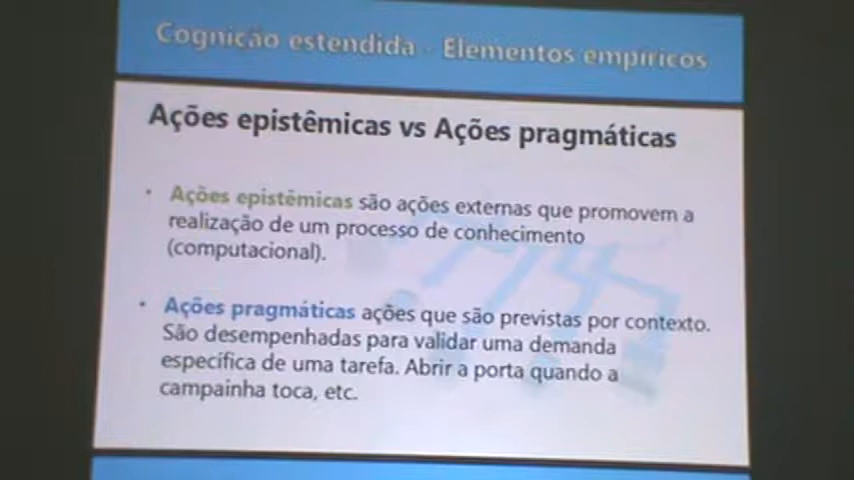 Cognição estendida - Elementos empíricos
Ações epistêmicas vs Ações pragmáticas
• Ações epistêmicas são ações externas que promovem a
realização de um processo de conhecimento
(computacional).
• Ações pragmáticas ações que são previstas por contexto.
São desempenhadas para validar uma demanda
específica de uma tarefa. Abrir a porta quando a
campainha toca, etc.